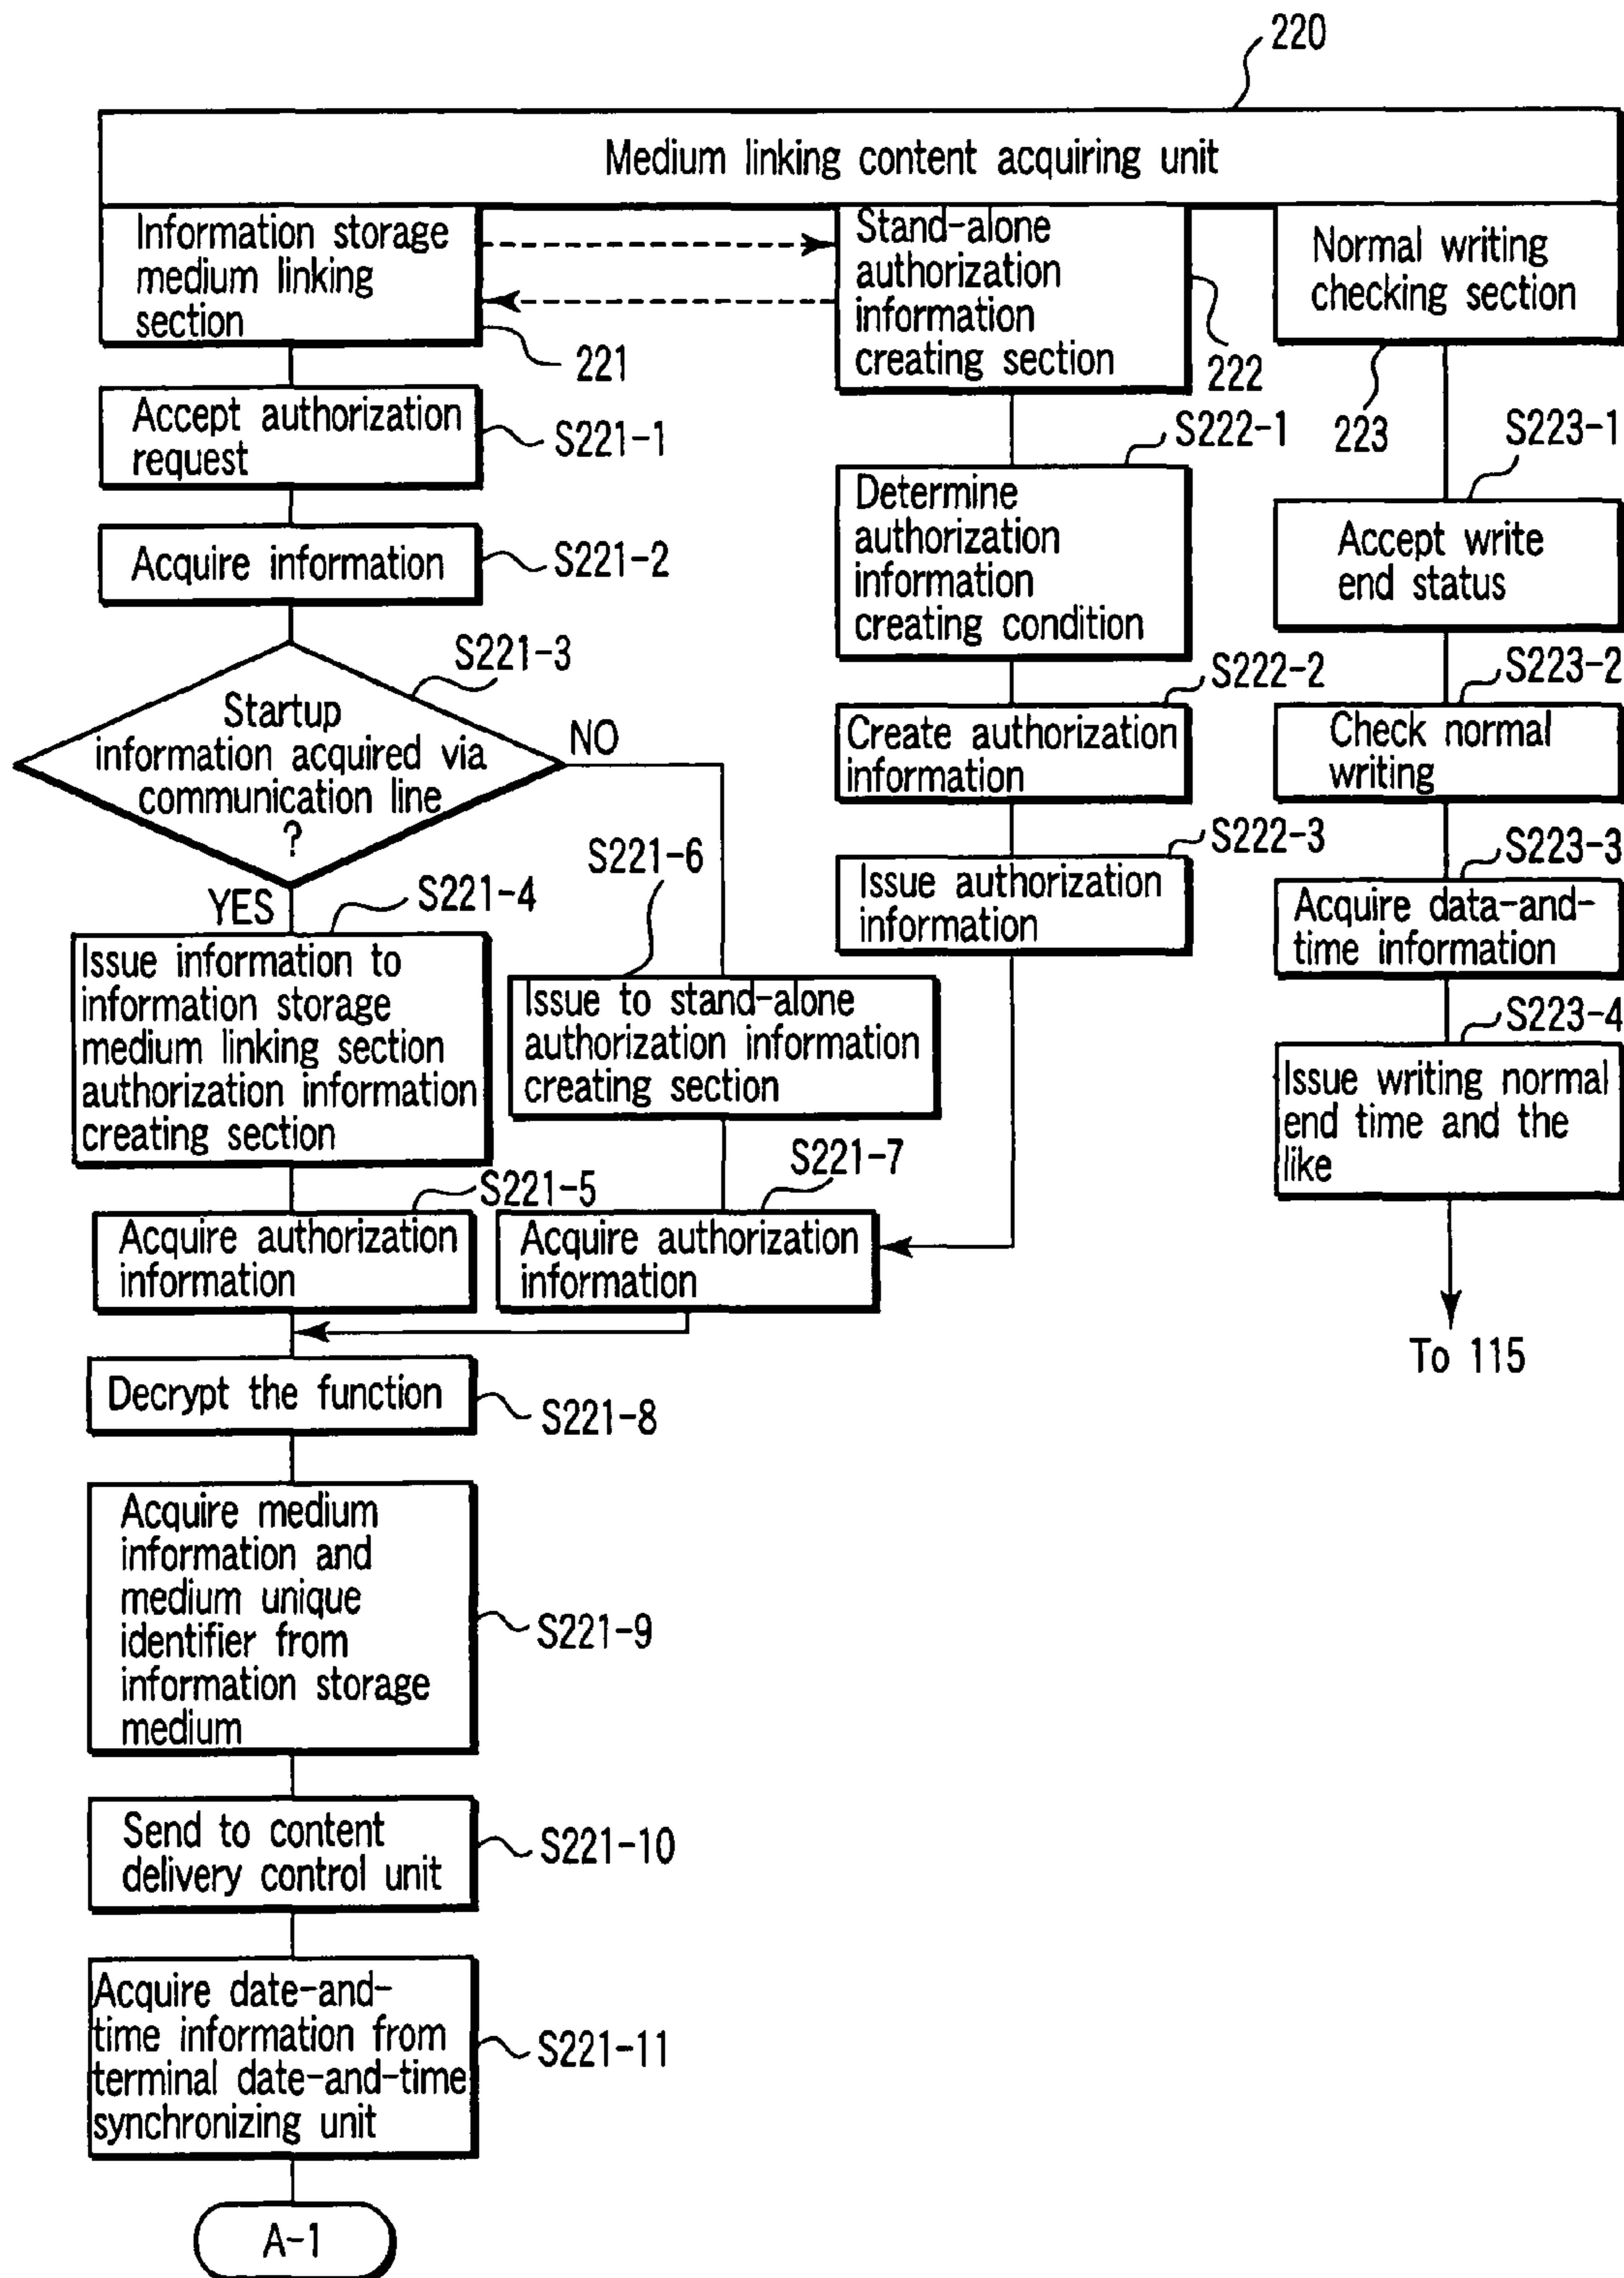 220
Medium linking content acquiring unit
Information storage
medium linking
section
221
Stand-alone
authorization
information
creating section
222
Normal writing
checking section
223
Accept authorization
request
S221-1
Acquire information
S221-2
S221-3
Startup
information acquired via
communication line
?
NO
YES
S221-4
Issue information to
information storage
medium linking section
authorization information
creating section
S221-5
Acquire authorization
information
S221-6
Issue to stand-alone
authorization information
creating section
S221-7
Acquire authorization
information
Decrypt the function
S221-8
Acquire medium
information and
medium unique
identifier from
information storage
medium
S221-9
Send to content
delivery control unit
S221-10
Acquire date-and-
time information from
terminal date-and-time
synchronizing unit
S221-11
A-1
S222-1
Determine
authorization
information
creating condition
S222-2
Create authorization
information
S222-3
Issue authorization
information
S223-1
Accept write
end status
S223-2
Check normal
writing
S223-3
Acquire data-and-
time information
S223-4
Issue writing normal
end time and the
like
To 115